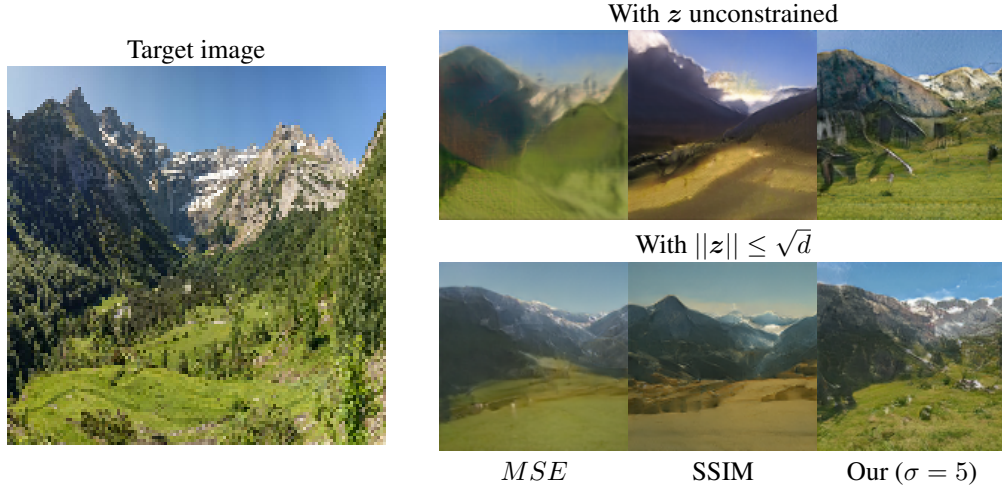 Target image
With z unconstrained
With ||z|| ≤ √d
MSE
SSIM
Our (σ = 5)